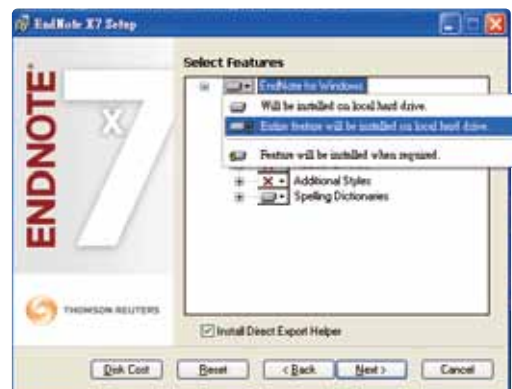 EndNote X7 Setup
ENDNOTE
X7
Select Features
EndNote for Windows
Will be installed on local hard drive.
Entire feature will be installed on local hard drive.
Feature will be installed when required.
Additional Styles
Spelling Dictionaries
THOMSON REUTERS
Install Direct Export Helper
Disk Cost
Reset
< Back
Next >
Cancel